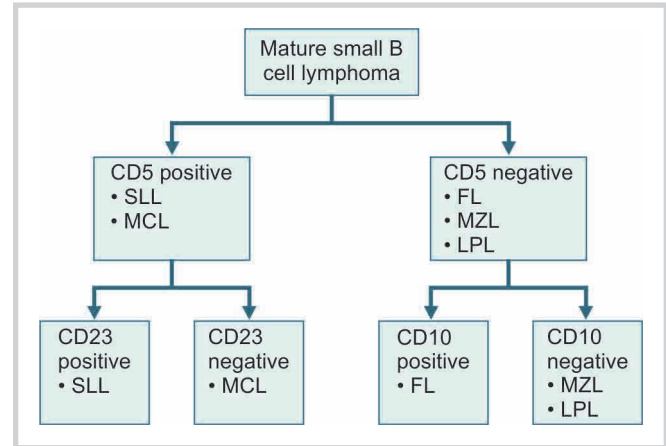 Mature small B
cell lymphoma
CD5 positive
• SLL
• MCL
CD5 negative
• FL
• MZL
• LPL
CD23
positive
• SLL
CD23
negative
• MCL
CD10
positive
• FL
CD10
negative
• MZL
• LPL